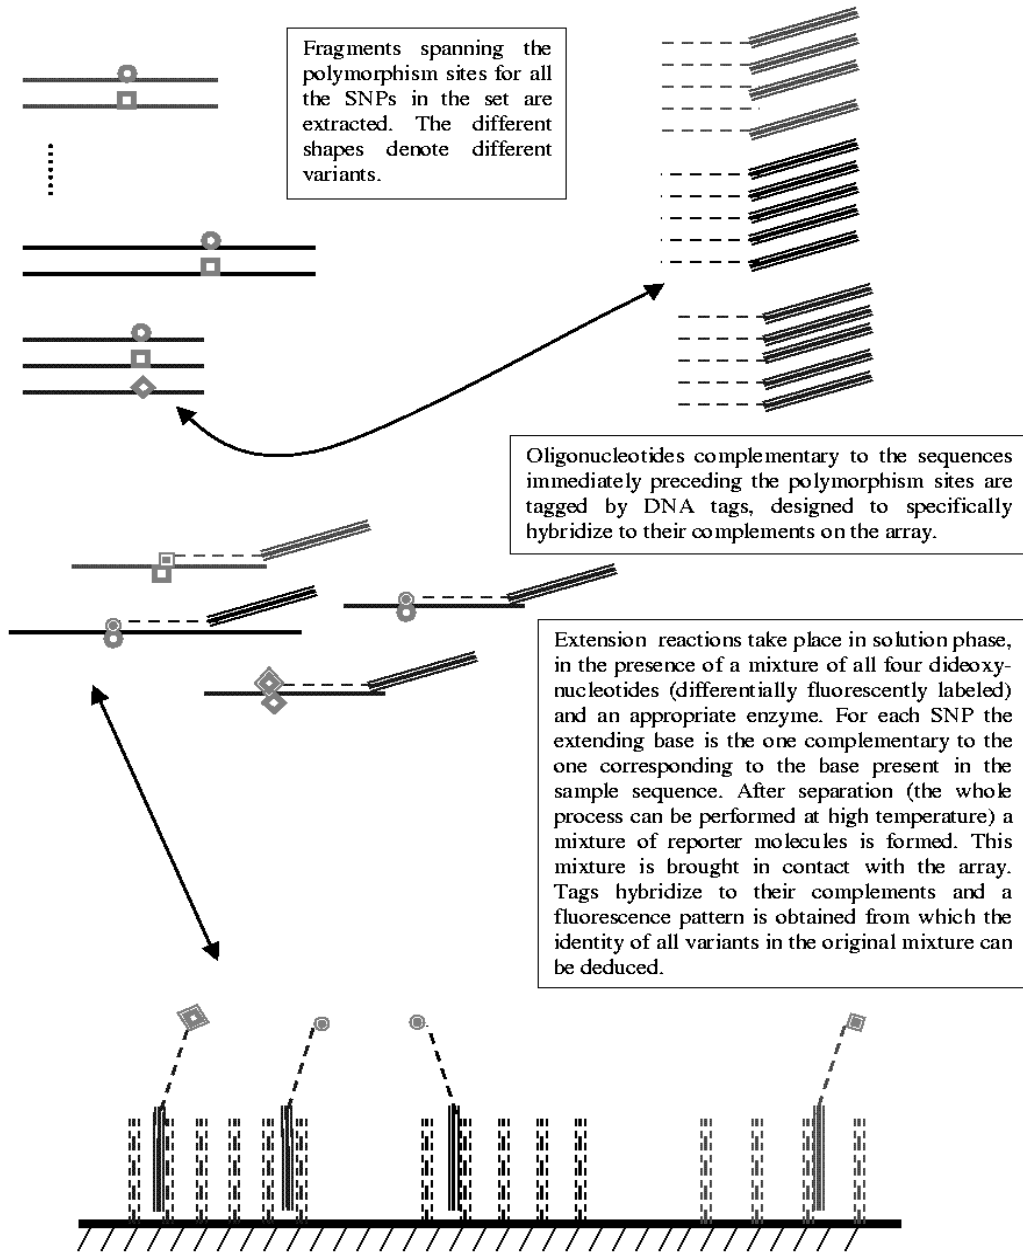 Fragments spanning the
polymorphism sites for all
the SNPs in the set are
extracted. The different
shapes denote different
variants.
Oligonucleotides complementary to the sequences
immediately preceding the polymorphism sites are
tagged by DNA tags, designed to specifically
hybridize to their complements on the array.
Extension reactions take place in solution phase,
in the presence of a mixture of all four dideoxy-
nucleotides (differentially fluorescently labeled)
and an appropriate enzyme. For each SNP the
extending base is the one complementary to the
one corresponding to the base present in the
sample sequence. After separation (the whole
process can be performed at high temperature) a
mixture of reporter molecules is formed. This
mixture is brought in contact with the array.
Tags hybridize to their complements and a
fluorescence pattern is obtained from which the
identity of all variants in the original mixture can
be deduced.